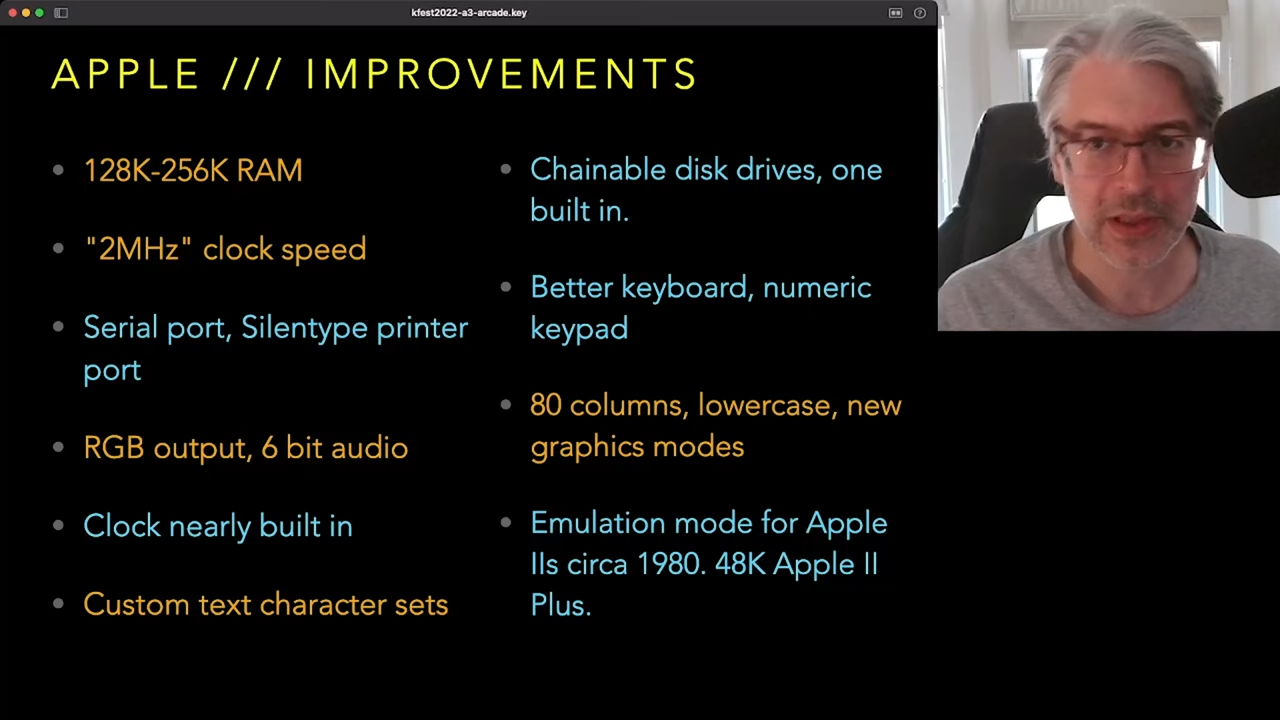 kfest2022-a3-arcade.key
APPLE /// IMPROVEMENTS
128K-256K RAM
"2MHz" clock speed
Serial port, Silentype printer
port
RGB output, 6 bit audio
Clock nearly built in
Custom text character sets
Chainable disk drives, one
built in.
Better keyboard, numeric
keypad
80 columns, lowercase, new
graphics modes
Emulation mode for Apple
IIs circa 1980. 48K Apple II
Plus.